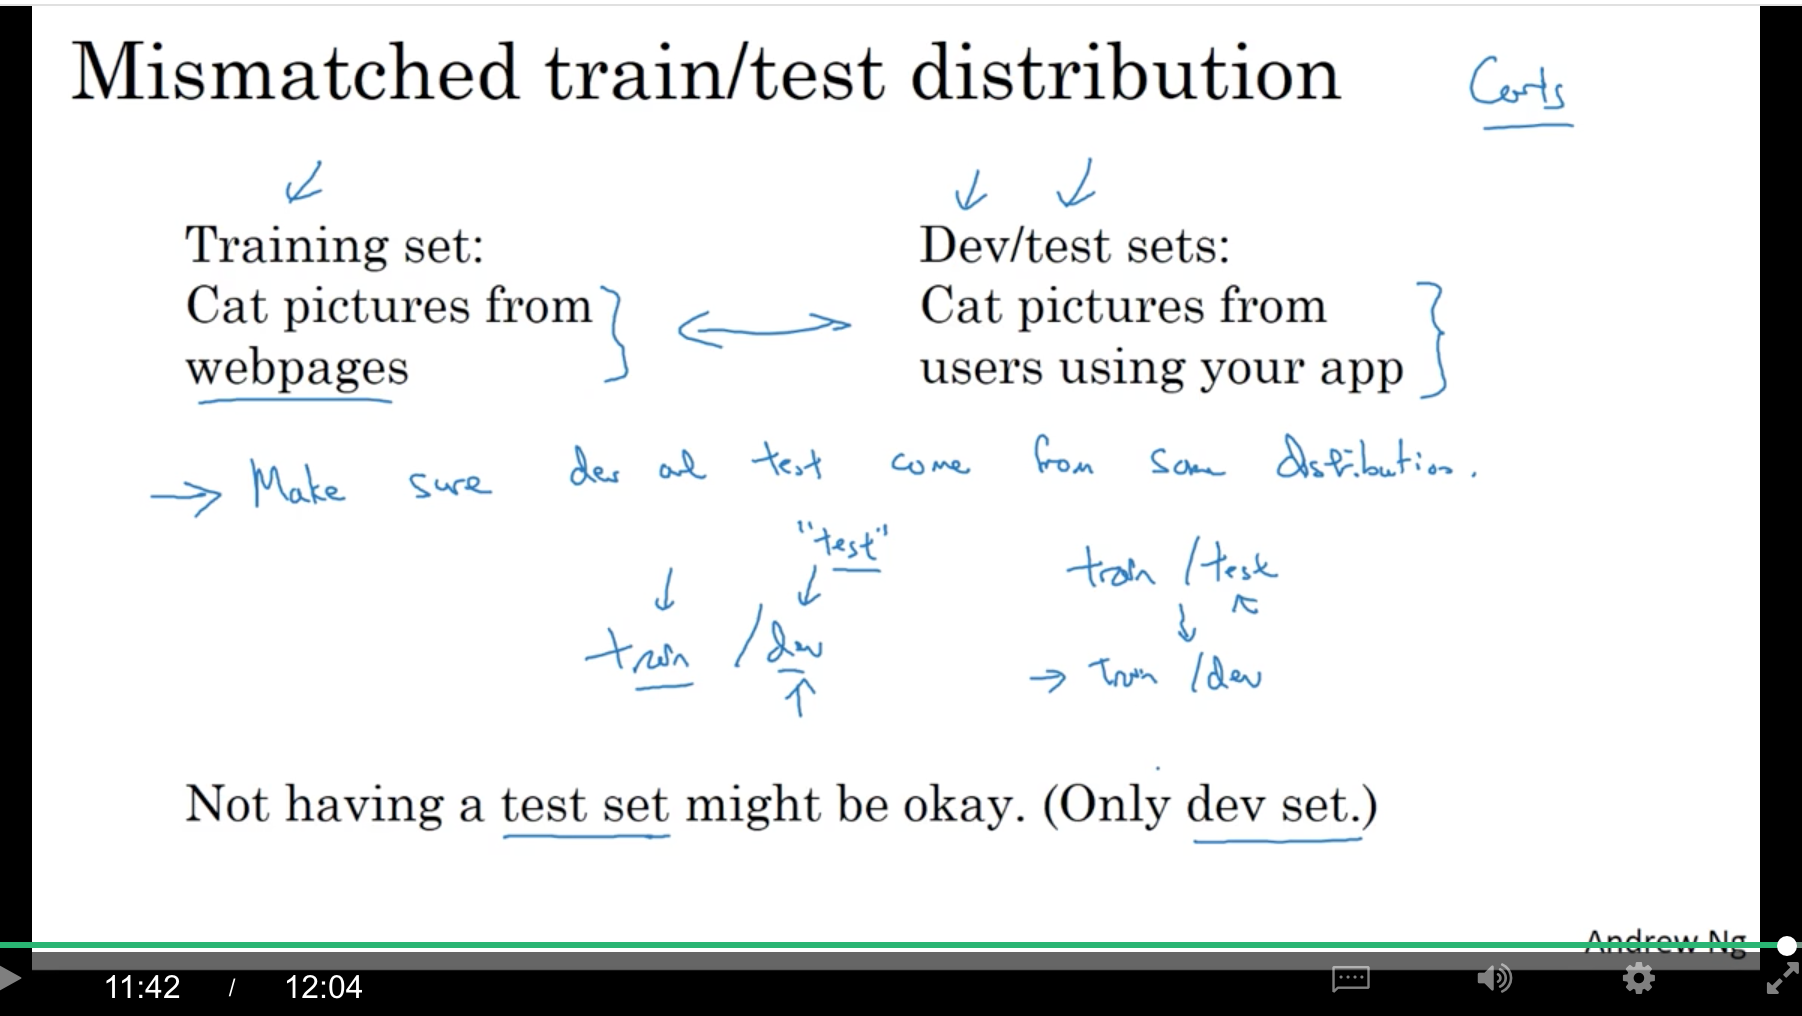 Mismatched train/test distribution
Cats
Training set:
Cat pictures from
webpages
Dev/test sets:
Cat pictures from
users using your app
→ Make sure dev and test come from same distribution.
"test"
train / dev
train / test
→ train / dev
Not having a test set might be okay. (Only dev set.)
Andrew Ng
11:42 / 12:04